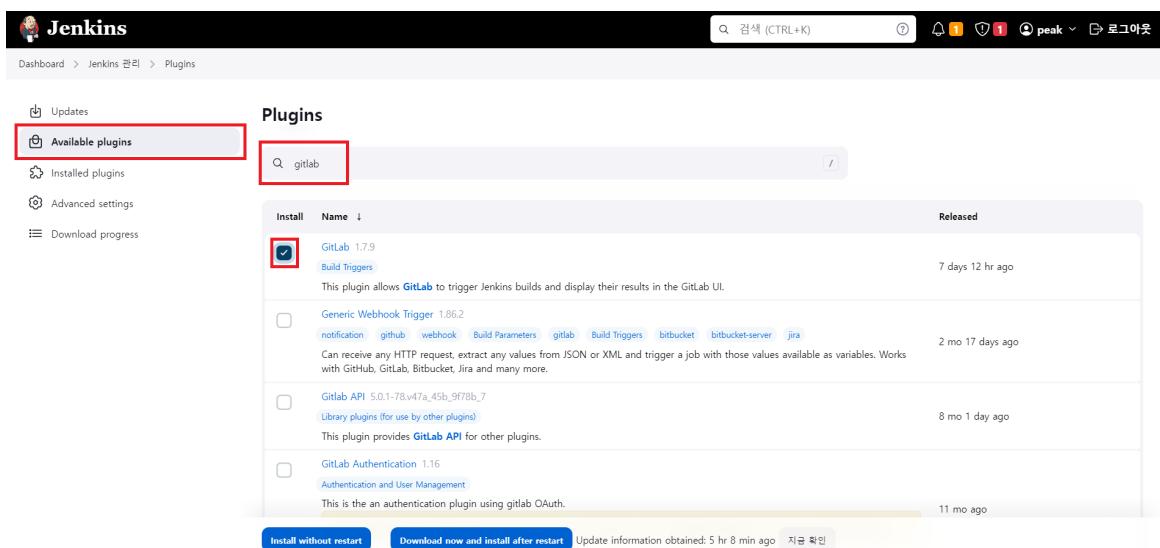 Jenkins
검색 (CTRL+K)
1
1
peak
로그아웃
Dashboard > Jenkins 관리 > Plugins
Updates
Available plugins
Installed plugins
Advanced settings
Download progress
Plugins
gitlab
/
Install Name ↓ Released
GitLab 1.7.9
Build Triggers
This plugin allows GitLab to trigger Jenkins builds and display their results in the GitLab UI.
7 days 12 hr ago
Generic Webhook Trigger 1.86.2
notification github webhook Build Parameters gitlab Build Triggers bitbucket bitbucket-server jira
Can receive any HTTP request, extract any values from JSON or XML and trigger a job with those values available as variables. Works
with GitHub, GitLab, Bitbucket, Jira and many more.
2 mo 17 days ago
Gitlab API 5.0.1-78.v47a_45b_9f78b_7
Library plugins (for use by other plugins)
This plugin provides GitLab API for other plugins.
8 mo 1 day ago
GitLab Authentication 1.16
Authentication and User Management
This is the an authentication plugin using gitlab OAuth.
11 mo ago
Install without restart
Download now and install after restart
Update information obtained: 5 hr 8 min ago
지금 확인